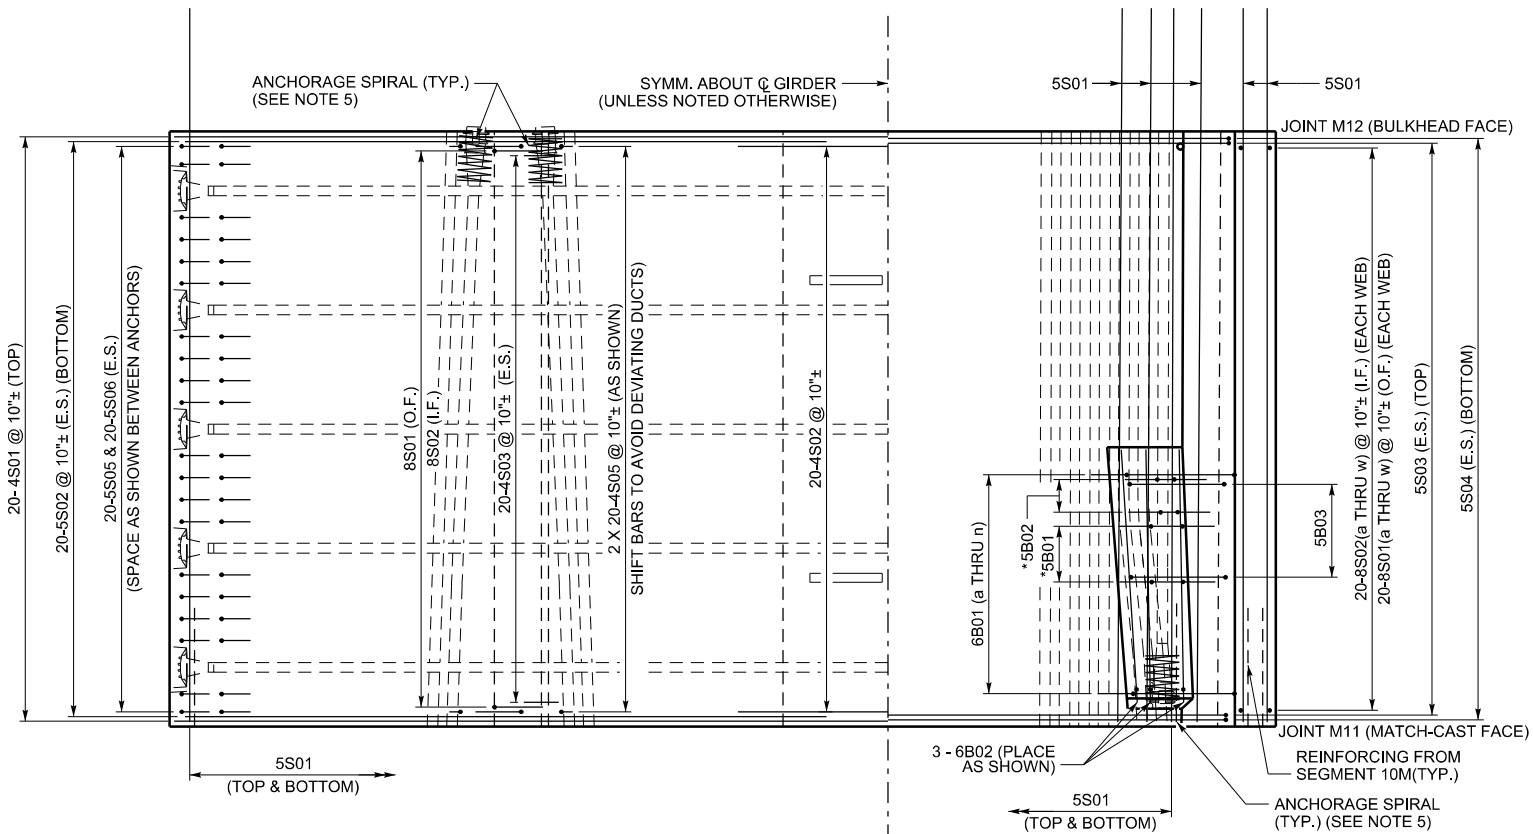 ANCHORAGE SPIRAL (TYP.)
(SEE NOTE 5)
SYMM. ABOUT ℄ GIRDER
(UNLESS NOTED OTHERWISE)
5S01
5S01
JOINT M12 (BULKHEAD FACE)
20-4S01 @ 10"± (TOP)
20-5S02 @ 10"± (E.S.) (BOTTOM)
20-5S05 & 20-5S06 (E.S.)
(SPACE AS SHOWN BETWEEN ANCHORS)
8S01 (O.F.)
8S02 (I.F.)
20-4S03 @ 10"± (E.S.)
2 X 20-4S05 @ 10"± (AS SHOWN)
SHIFT BARS TO AVOID DEVIATING DUCTS
20-4S02 @ 10"±
6B01 (a THRU n)
*5B02
*5B01
5B03
20-8S02(a THRU w) @ 10"± (I.F.) (EACH WEB)
20-8S01(a THRU w) @ 10"± (O.F.) (EACH WEB)
5S03 (E.S.) (TOP)
5S04 (E.S.) (BOTTOM)
JOINT M11 (MATCH-CAST FACE)
3 - 6B02 (PLACE
AS SHOWN)
REINFORCING FROM
SEGMENT 10M(TYP.)
5S01
(TOP & BOTTOM)
5S01
(TOP & BOTTOM)
ANCHORAGE SPIRAL
(TYP.) (SEE NOTE 5)